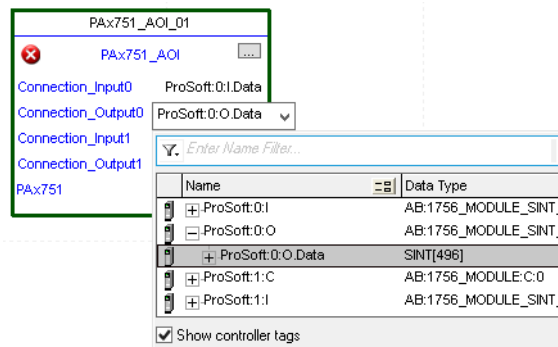 PAx751_AOI_01
PAx751_AOI
...
Connection_Input0 ProSoft:0:I.Data
Connection_Output0 ProSoft:0:O.Data
Connection_Input1
Connection_Output1
PAx751
Enter Name Filter...
Name Data Type
ProSoft:0:I AB:1756_MODULE_SINT_
ProSoft:0:O AB:1756_MODULE_SINT_
ProSoft:0:O.Data SINT[496]
ProSoft:1:C AB:1756_MODULE:C:0
ProSoft:1:I AB:1756_MODULE_SINT_
Show controller tags